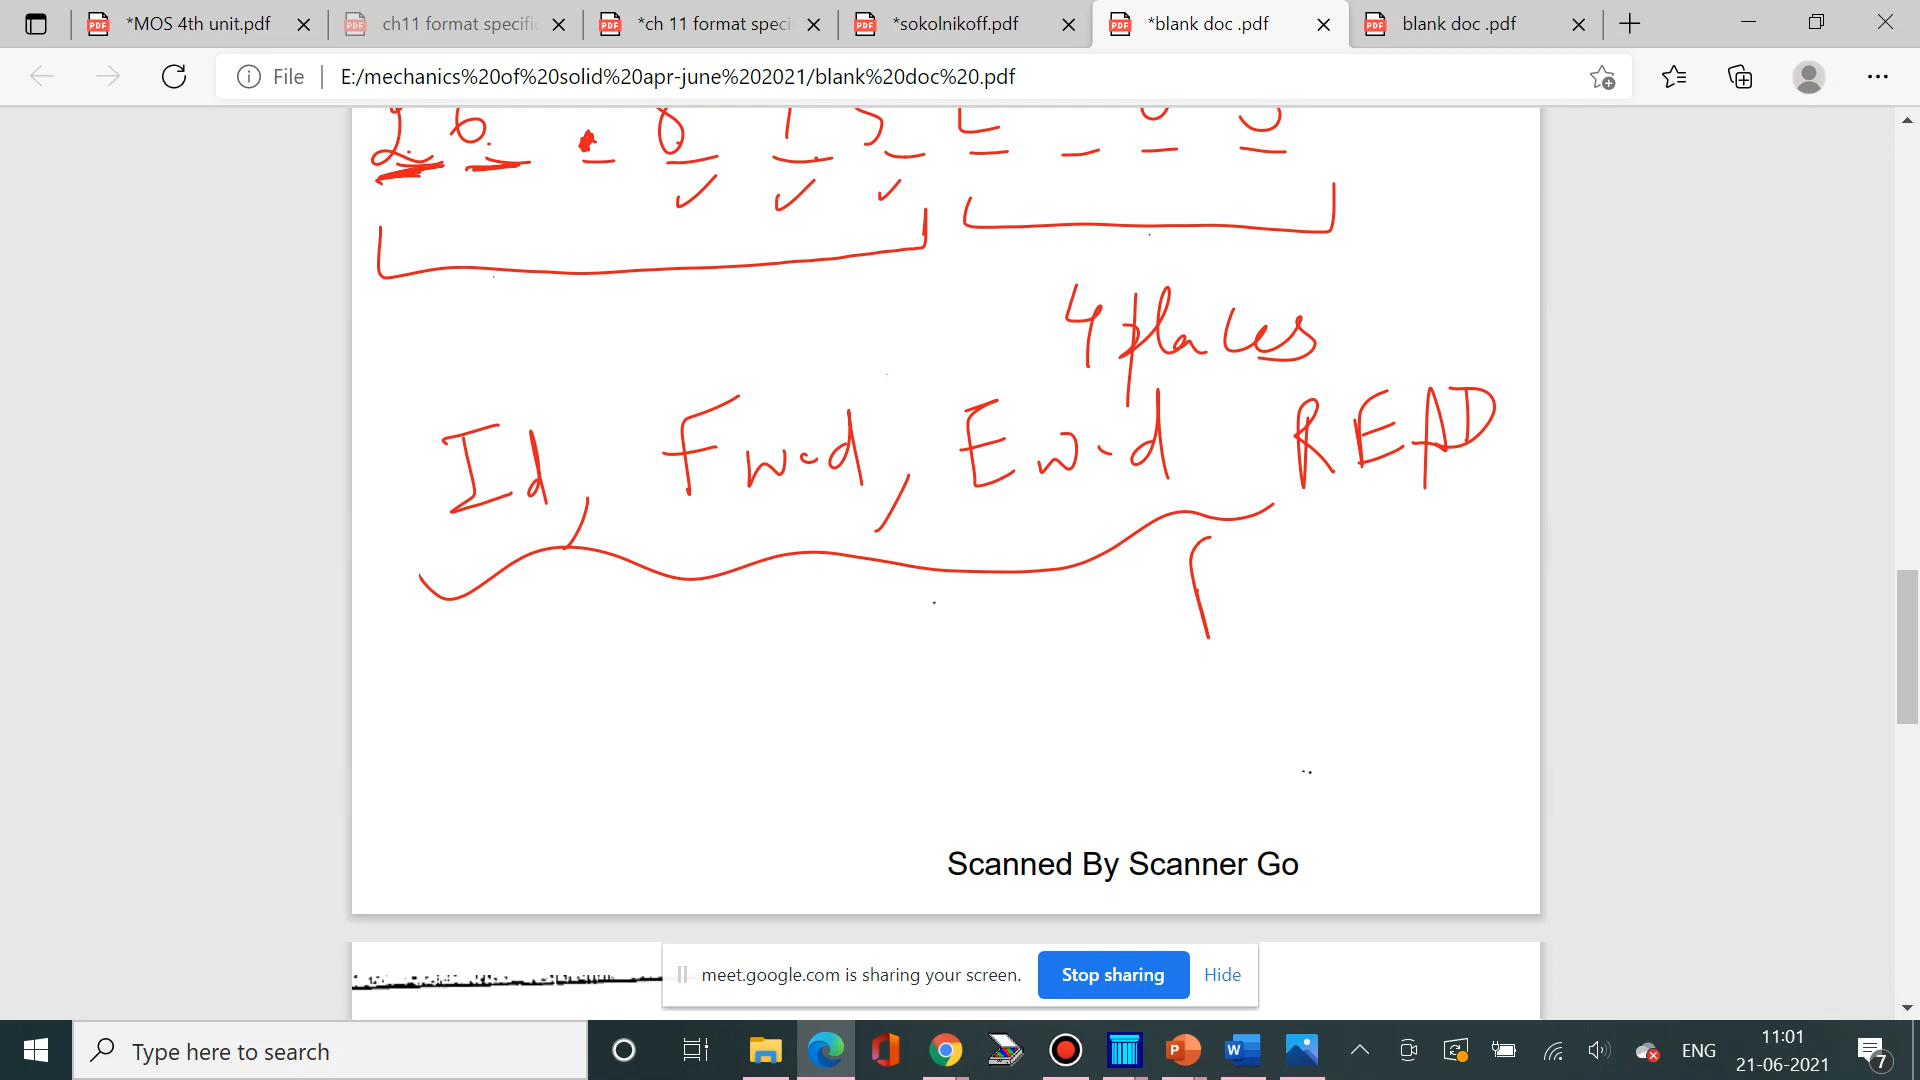 *MOS 4th unit.pdf ch11 format specific *ch 11 format speci *sokolnikoff.pdf *blank doc .pdf blank doc .pdf
File E:/mechanics%20of%20solid%20apr-june%202021/blank%20doc%20.pdf
4 places
Id, Fw.d, Ew.d READ
Scanned By Scanner Go
meet.google.com is sharing your screen. Stop sharing Hide
Type here to search
ENG
11:01
21-06-2021
7